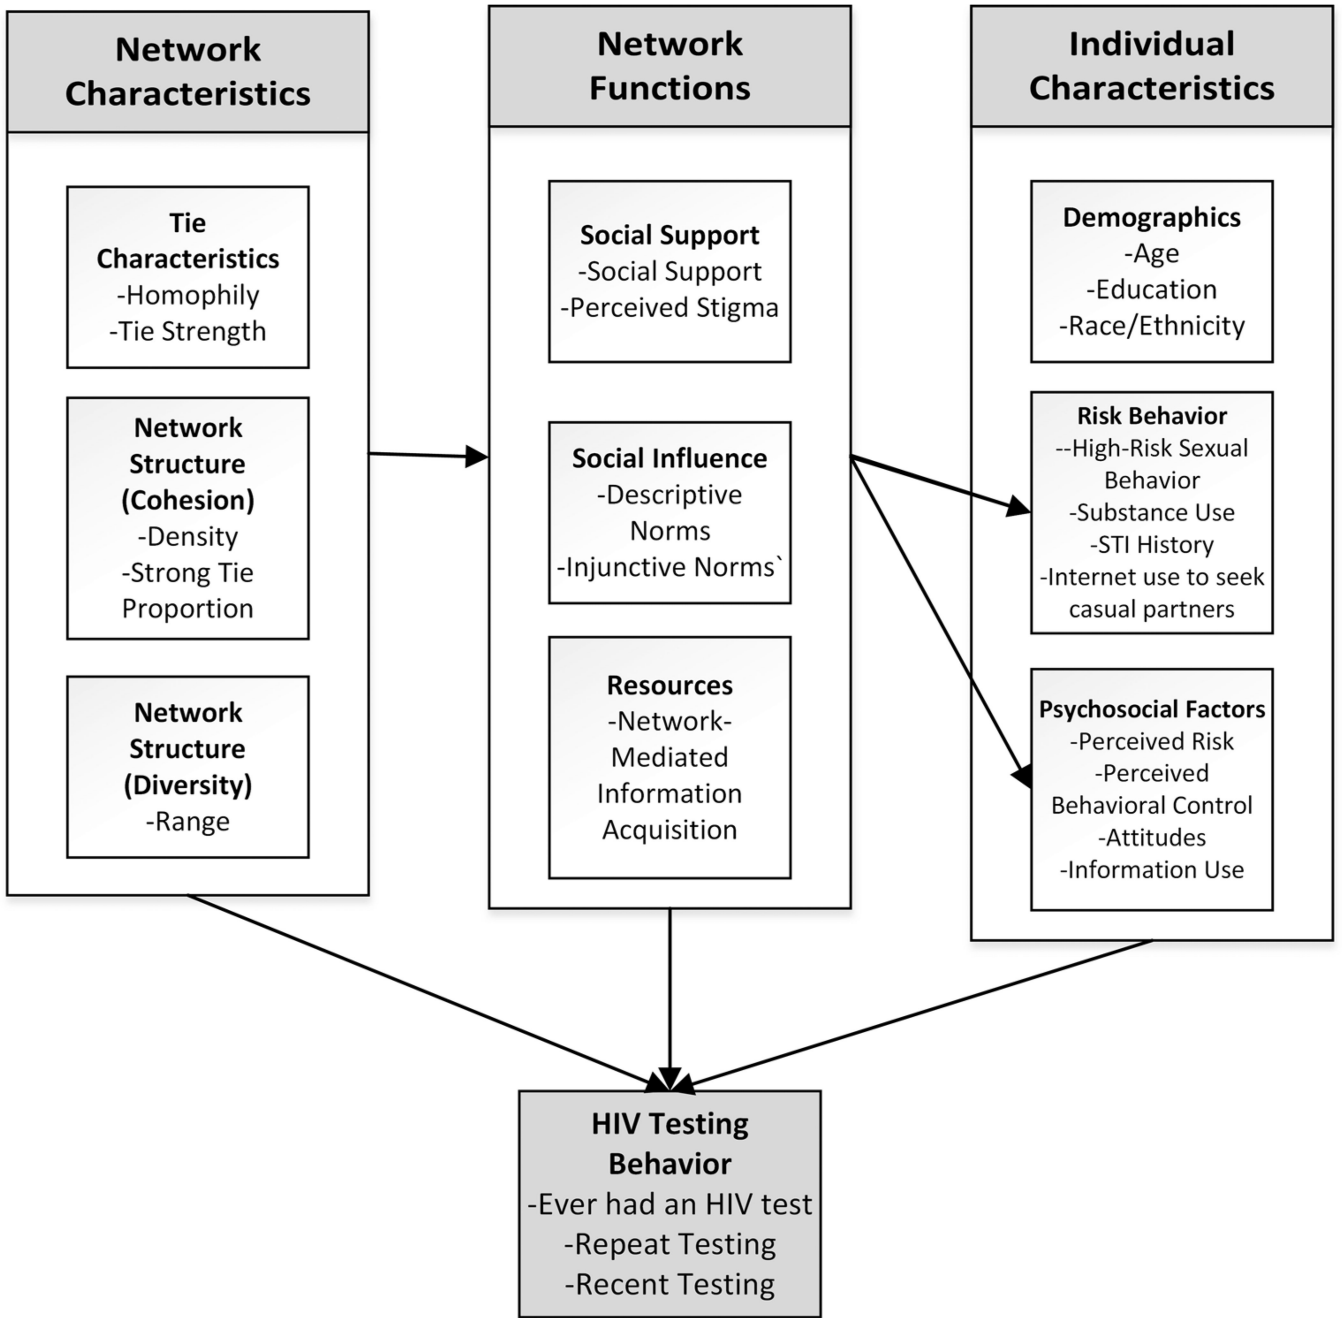 Network
Characteristics
Tie
Characteristics
-Homophily
-Tie Strength
Network
Structure
(Cohesion)
-Density
-Strong Tie
Proportion
Network
Structure
(Diversity)
-Range
Network
Functions
Social Support
-Social Support
-Perceived Stigma
Social Influence
-Descriptive
Norms
-Injunctive Norms`
Resources
-Network-
Mediated
Information
Acquisition
Individual
Characteristics
Demographics
-Age
-Education
-Race/Ethnicity
Risk Behavior
--High-Risk Sexual
Behavior
-Substance Use
-STI History
-Internet use to seek
casual partners
Psychosocial Factors
-Perceived Risk
-Perceived
Behavioral Control
-Attitudes
-Information Use
HIV Testing
Behavior
-Ever had an HIV test
-Repeat Testing
-Recent Testing